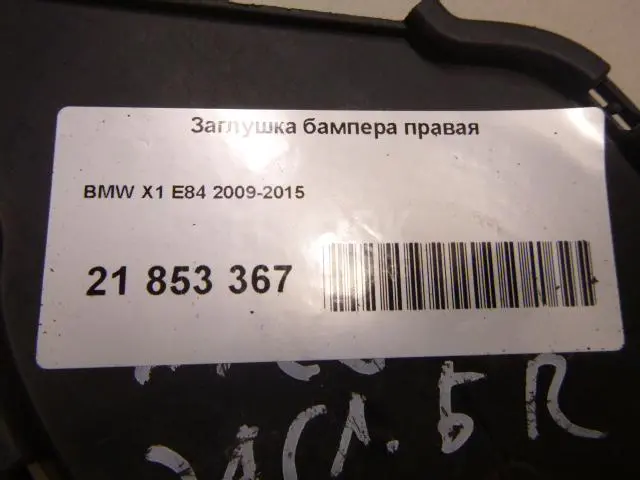 Заглушка бампера правая
BMW X1 E84 2009-2015
21 853 367
R